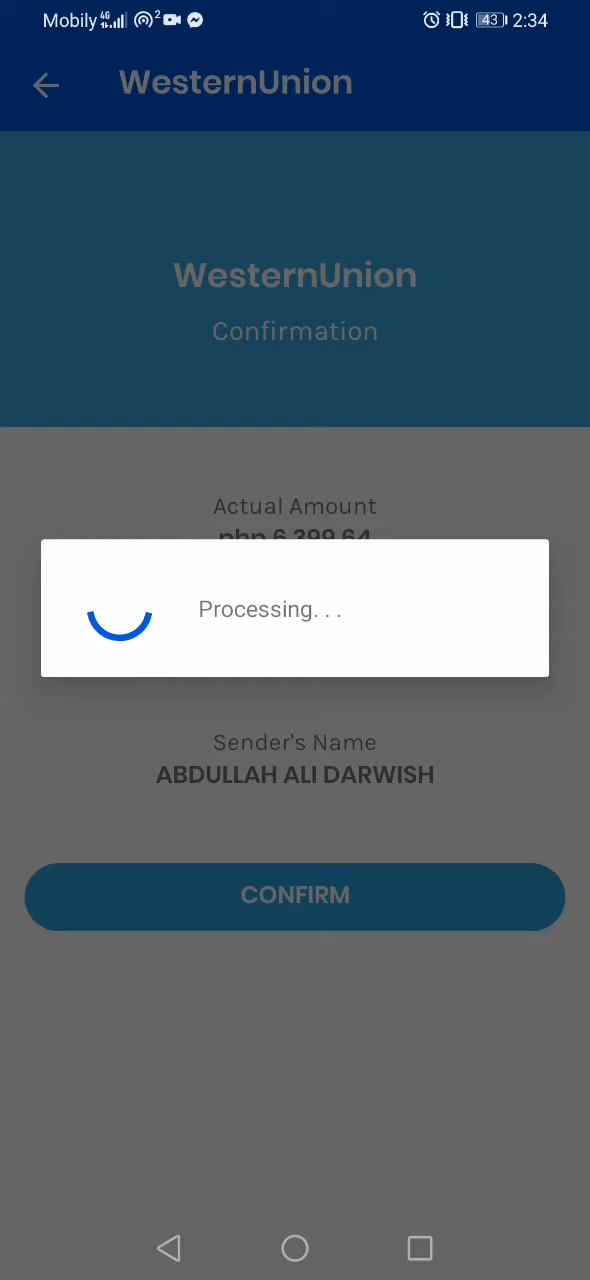 Mobily 4G 2 43 2:34
WesternUnion
WesternUnion
Confirmation
Actual Amount
php 6,399.64
Processing. . .
Sender's Name
ABDULLAH ALI DARWISH
CONFIRM